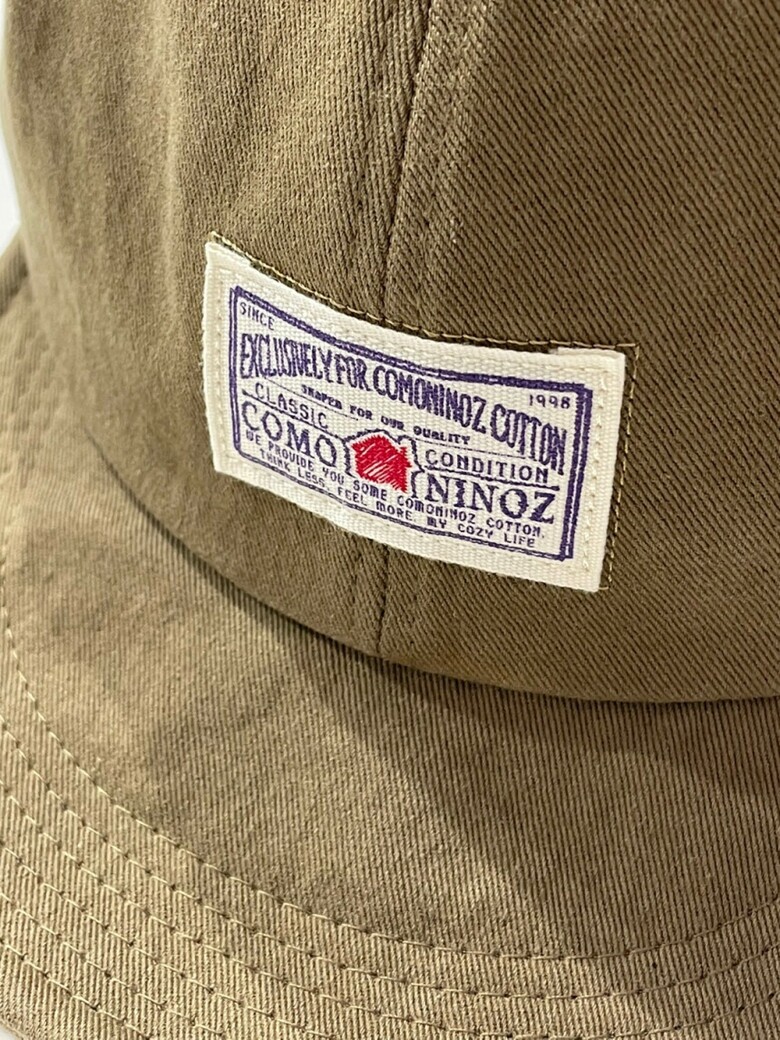 SINCE 1998
EXCLUSIVELY FOR COMONINOZ COTTON
SHAPER FOR OUR QUALITY
CLASSIC CONDITION
COMO NINOZ
WE PROVIDE YOU SOME COMONINOZ COTTON.
THINK LESS. FEEL MORE. MY COZY LIFE